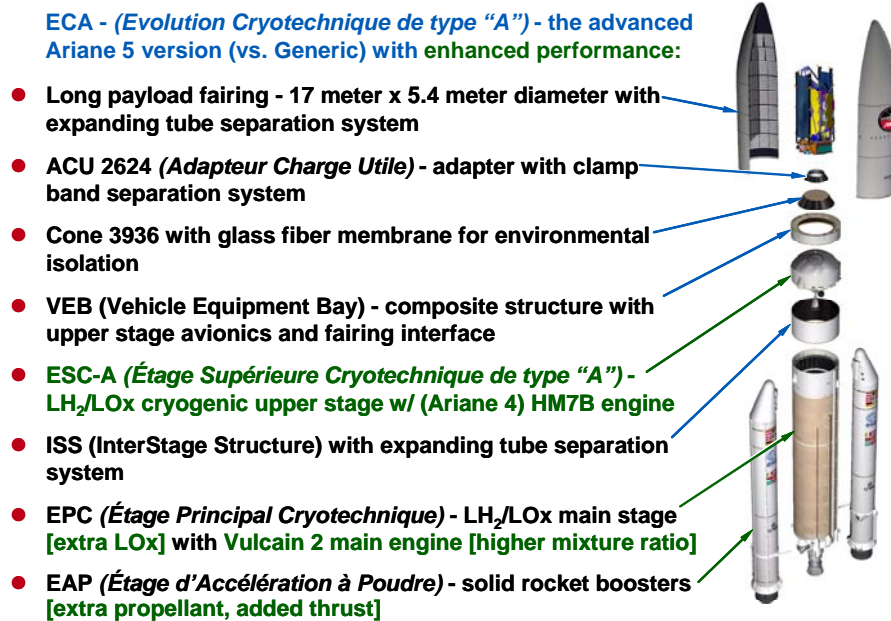 ECA - (Evolution Cryotechnique de type “A”) - the advanced
Ariane 5 version (vs. Generic) with enhanced performance:
● Long payload fairing - 17 meter x 5.4 meter diameter with
expanding tube separation system
● ACU 2624 (Adapteur Charge Utile) - adapter with clamp
band separation system
● Cone 3936 with glass fiber membrane for environmental
isolation
● VEB (Vehicle Equipment Bay) - composite structure with
upper stage avionics and fairing interface
● ESC-A (Étage Supérieure Cryotechnique de type “A”) -
LH₂/LOx cryogenic upper stage w/ (Ariane 4) HM7B engine
● ISS (InterStage Structure) with expanding tube separation
system
● EPC (Étage Principal Cryotechnique) - LH₂/LOx main stage
[extra LOx] with Vulcain 2 main engine [higher mixture ratio]
● EAP (Étage d’Accélération à Poudre) - solid rocket boosters
[extra propellant, added thrust]